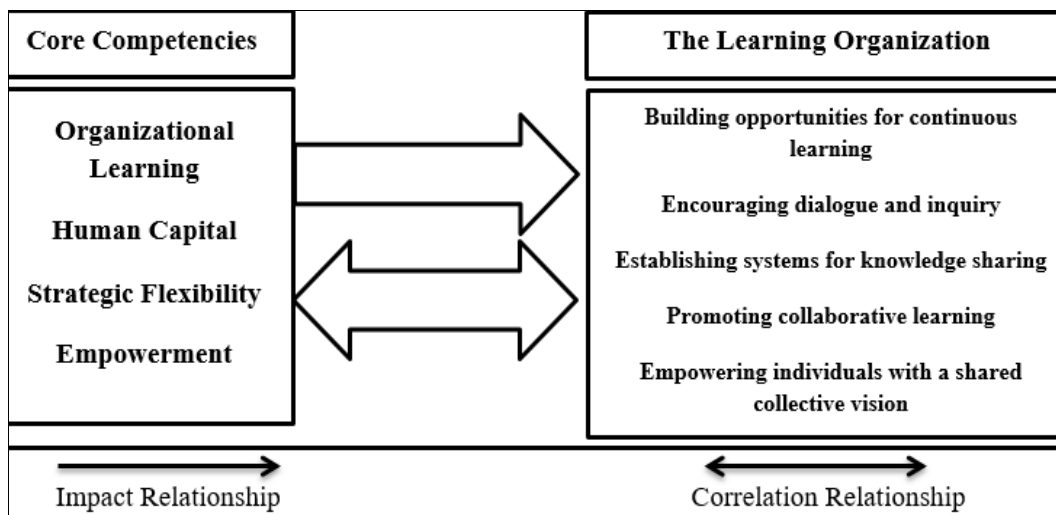 Core Competencies
The Learning Organization
Organizational
Learning
Human Capital
Strategic Flexibility
Empowerment
Building opportunities for continuous
learning
Encouraging dialogue and inquiry
Establishing systems for knowledge sharing
Promoting collaborative learning
Empowering individuals with a shared
collective vision
Impact Relationship
Correlation Relationship